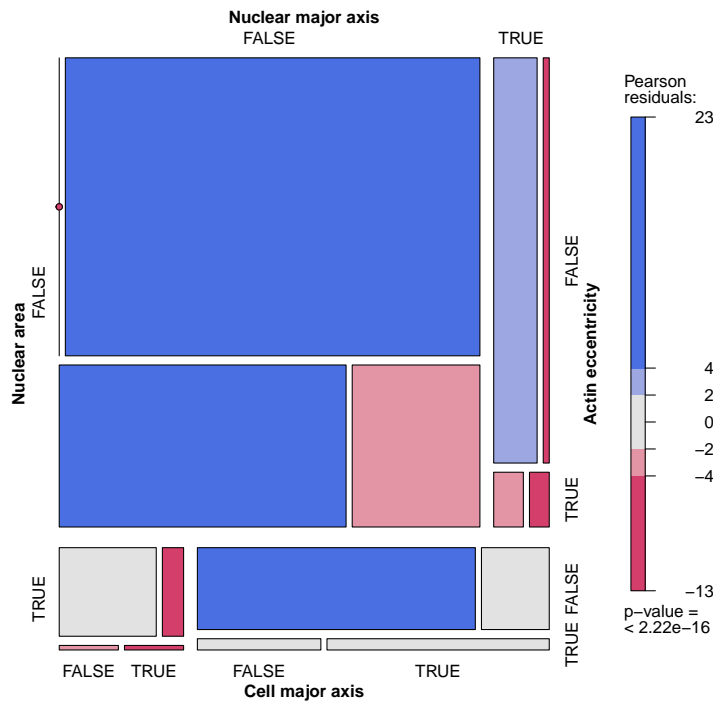 Nuclear major axis
FALSE TRUE
Pearson
residuals:
23
4
2
0
−2
−4
−13
p−value =
< 2.22e−16
Nuclear area
FALSE
TRUE
Actin eccentricity
FALSE
TRUE
FALSE
TRUE
FALSE TRUE FALSE TRUE
Cell major axis